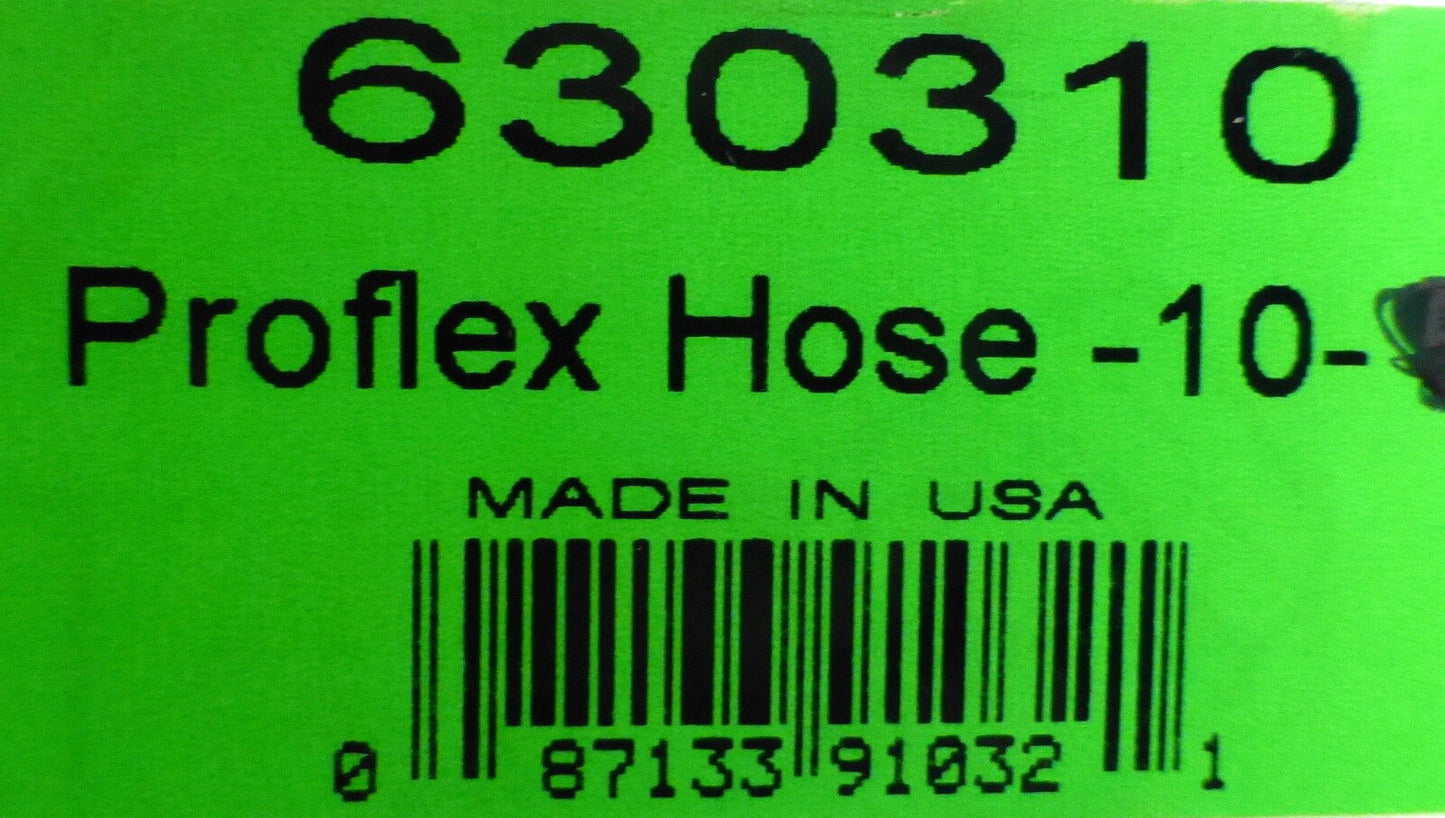 630310
Proflex Hose -10-
MADE IN USA
0 87133 91032 1